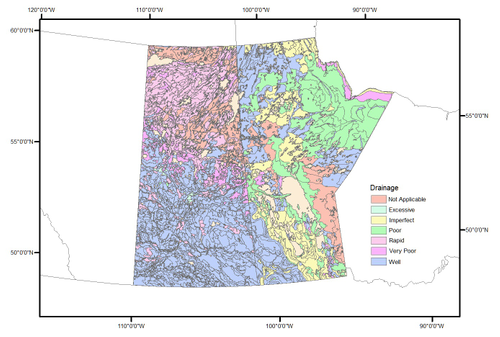 120°0'0"W 110°0'0"W 100°0'0"W 90°0'0"W
60°0'0"N
55°0'0"N 55°0'0"N
50°0'0"N 50°0'0"N
Drainage
Not Applicable
Excessive
Imperfect
Poor
Rapid
Very Poor
Well
110°0'0"W 100°0'0"W 90°0'0"W